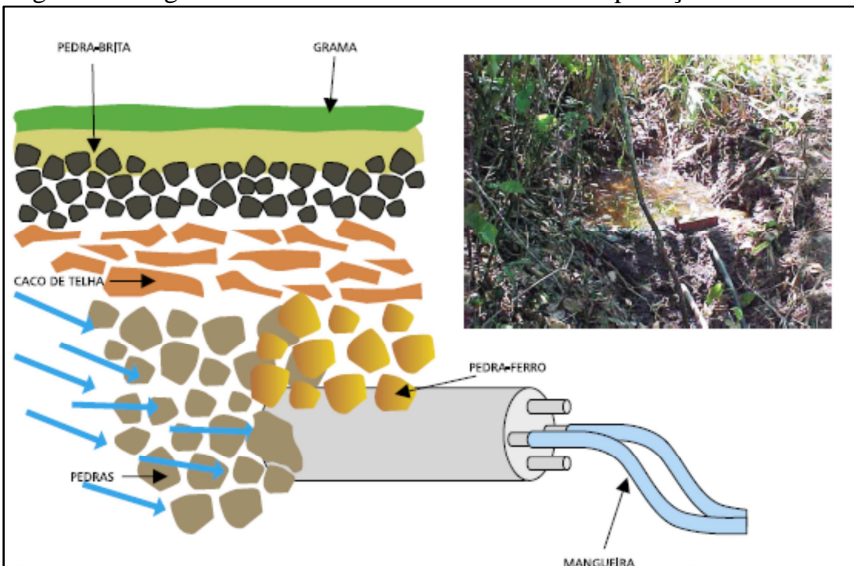 PEDRA-BRITA
GRAMA
CACO DE TELHA
PEDRA-FERRO
PEDRAS
MANGUEIRA